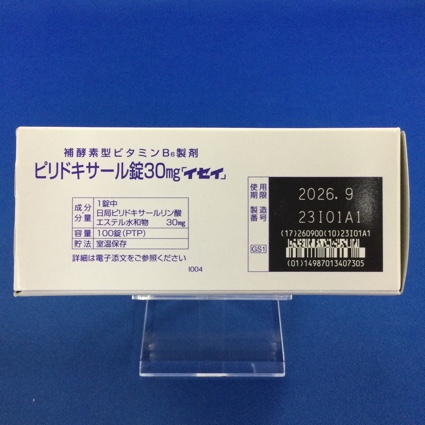 補酵素型ビタミンB₆製剤
ピリドキサール錠30mg「イセイ」
成分 分量 1錠中
日局ピリドキサールリン酸
エステル水和物 30mg
容量 100錠(PTP)
貯法 室温保存
詳細は電子添文をご参照ください
I004
使用期限 2026.9
製造番号 23I01A1
GS1 (17)260900(10)23I01A1
(01)14987013407305